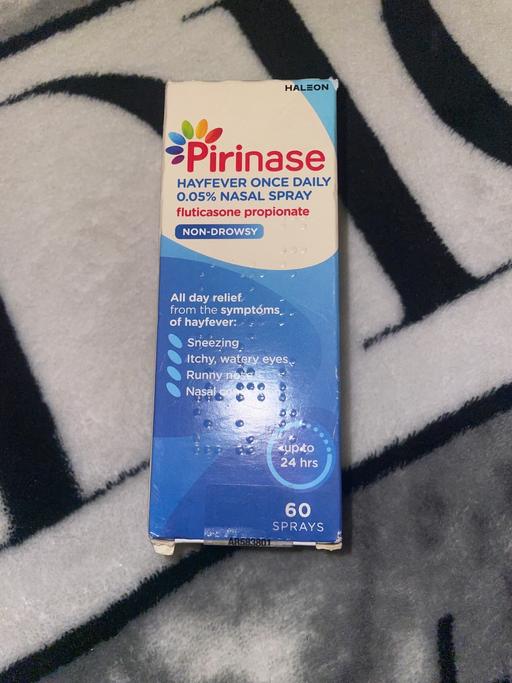 HALEON
Pirinase
HAYFEVER ONCE DAILY
0.05% NASAL SPRAY
fluticasone propionate
NON-DROWSY
All day relief
from the symptoms
of hayfever:
Sneezing
Itchy, watery eyes
Runny nose
Nasal
up to
24 hrs
60
SPRAYS